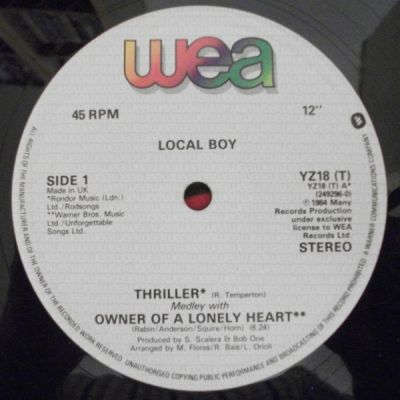 wea
45 RPM
12"
LOCAL BOY
SIDE 1
Made in UK
*Rondor Music (Ldn.)
Ltd./Rodsongs
**Warner Bros. Music
Ltd./Unforgettable
Songs Ltd.
YZ18 (T)
YZ18 (T) A*
(249296-0)
℗ 1984 Many
Records Production
under exclusive
license to WEA
Records Ltd.
STEREO
THRILLER* (R. Temperton)
Medley with
OWNER OF A LONELY HEART**
(Rabin/Anderson/Squire/Horn) (6.24)
Produced by S. Scalera & Bob One
Arranged by M. Flores/R. Bais/L. Orioli
ALL RIGHTS OF THE MANUFACTURER AND OF THE OWNER OF THE RECORDED WORK RESERVED. UNAUTHORISED COPYING PUBLIC PERFORMANCE AND BROADCASTING OF THIS RECORD PROHIBITED. A WARNER COMMUNICATIONS COMPANY.